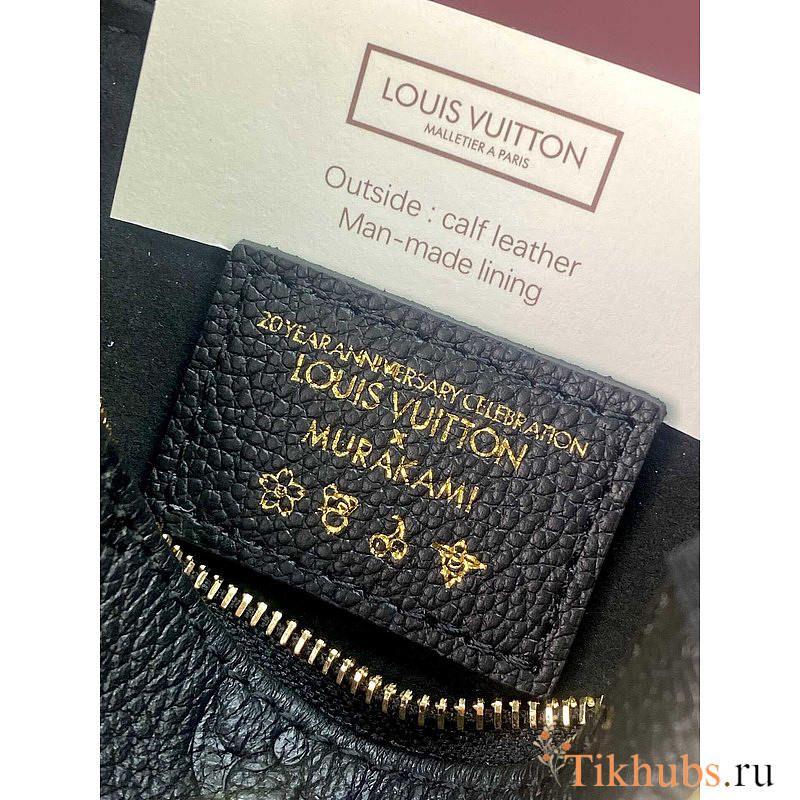 LOUIS VUITTON
MALLETIER A PARIS
Outside : calf leather
Man-made lining
20 YEAR ANNIVERSARY CELEBRATION
LOUIS VUITTON
X
MURAKAMI
Tikhubs.ru